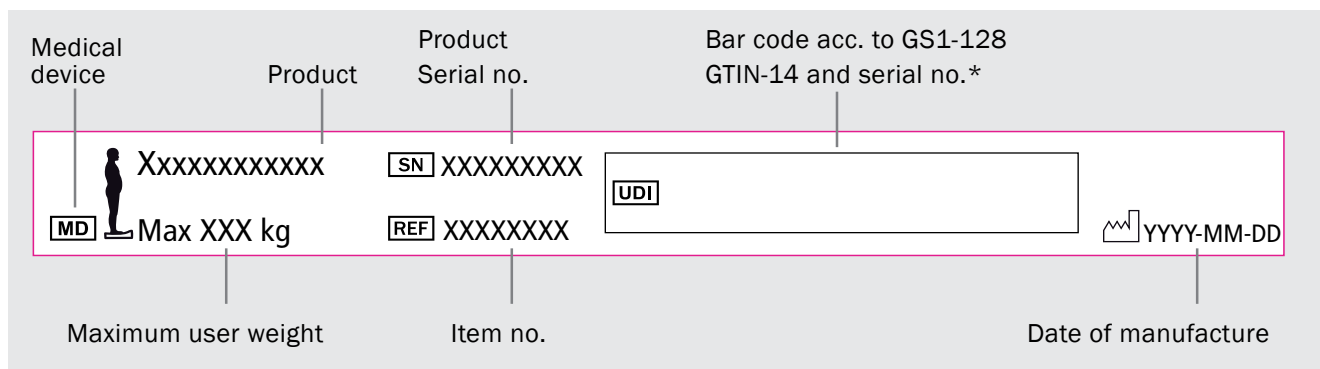 Medical
device
Product
Product
Serial no.
Bar code acc. to GS1-128
GTIN-14 and serial no.*
Xxxxxxxxxxxx
SN XXXXXXXXX
UDI
MD
Max XXX kg
REF XXXXXXXX
YYYY-MM-DD
Maximum user weight
Item no.
Date of manufacture